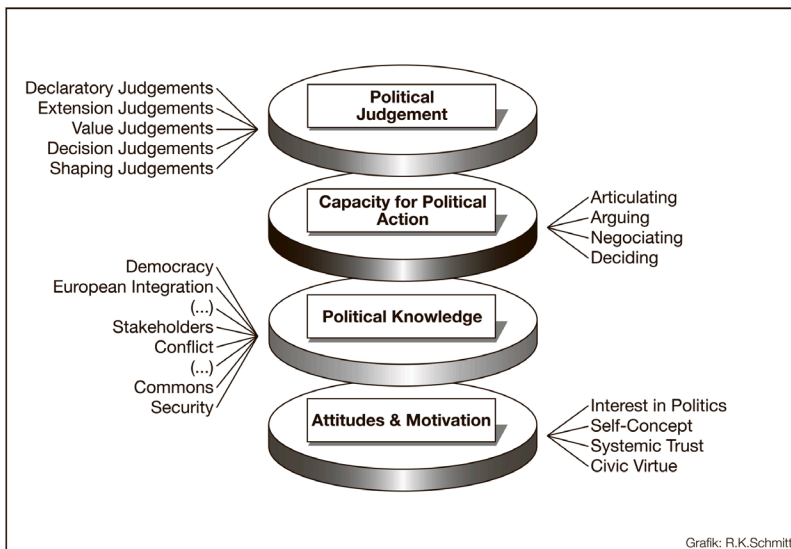 Declaratory Judgements
Extension Judgements
Value Judgements
Decision Judgements
Shaping Judgements
Political
Judgement
Capacity for Political
Action
Articulating
Arguing
Negociating
Deciding
Democracy
European Integration
(...)
Stakeholders
Conflict
(...)
Commons
Security
Political Knowledge
Attitudes & Motivation
Interest in Politics
Self-Concept
Systemic Trust
Civic Virtue
Grafik: R.K.Schmitt